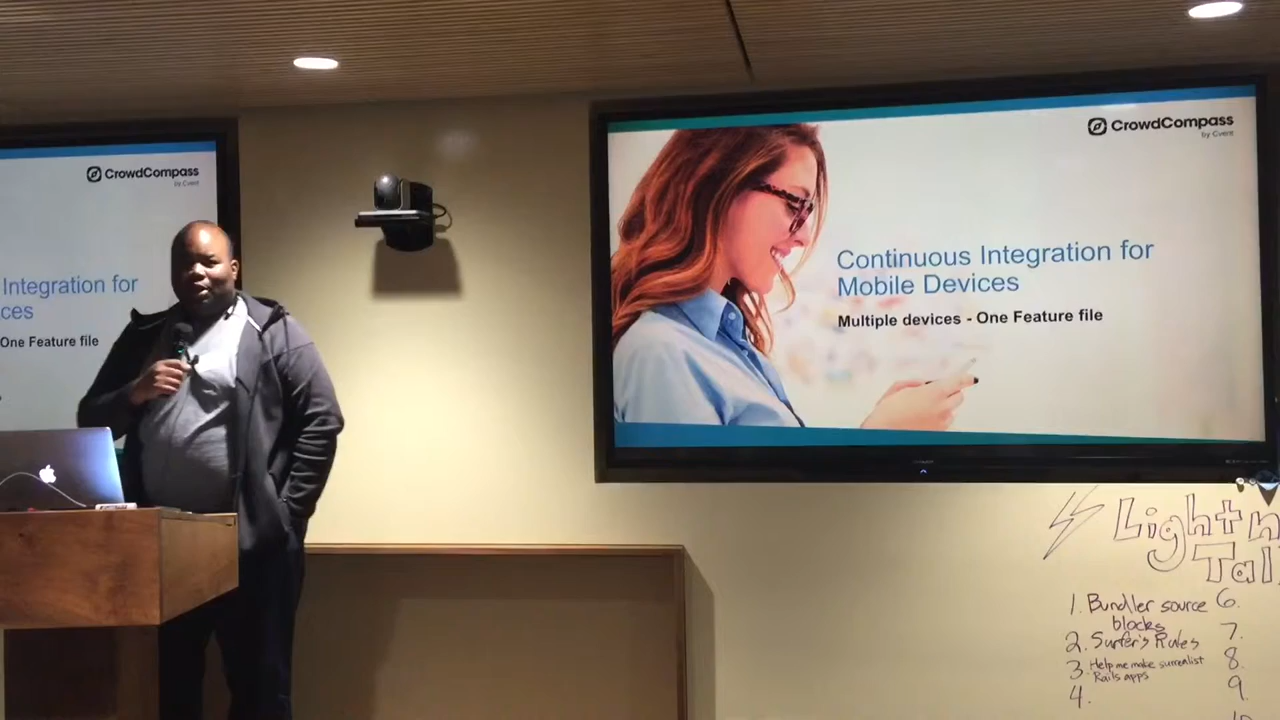 CrowdCompass
by Cvent
Integration for
ces
One Feature file
CrowdCompass
by Cvent
Continuous Integration for
Mobile Devices
Multiple devices - One Feature file
Lightn
Tal
1. Bundler source
blocks
2. Surfer's Rules
3 Help me make surrealist
Rails apps
4.
6.
7.
8.
9.
10